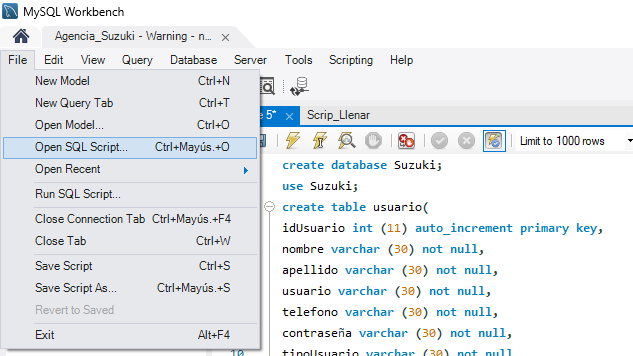 MySQL Workbench
Agencia_Suzuki - Warning - n... ×
File Edit View Query Database Server Tools Scripting Help
New Model Ctrl+N
New Query Tab Ctrl+T
Open Model... Ctrl+O
Open SQL Script... Ctrl+Mayús.+O
Open Recent
Run SQL Script...
Close Connection Tab Ctrl+Mayús.+F4
Close Tab Ctrl+W
Save Script Ctrl+S
Save Script As... Ctrl+Mayús.+S
Revert to Saved
Exit Alt+F4
5* × Scrip_Llenar
Limit to 1000 rows
create database Suzuki;
use Suzuki;
create table usuario(
idUsuario int (11) auto_increment primary key,
nombre varchar (30) not null,
apellido varchar (30) not null,
usuario varchar (30) not null,
telefono varchar (30) not null,
contraseña varchar (30) not null,
10 tipoUsuario varchar (30) not null